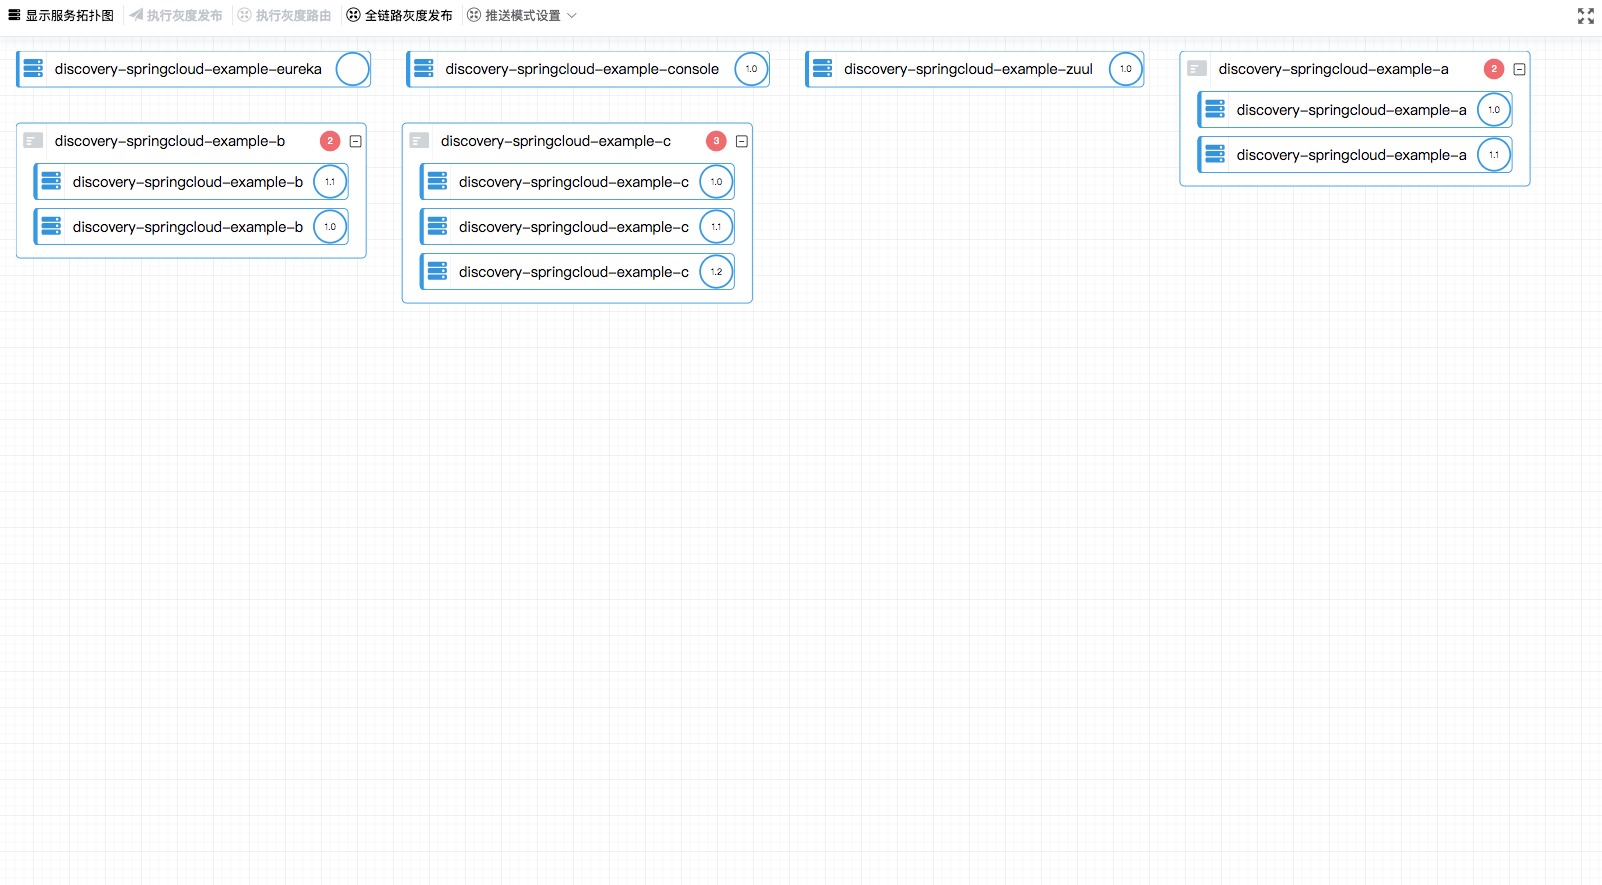 显示服务拓扑图 执行灰度发布 执行灰度路由 全链路灰度发布 推送模式设置
discovery-springcloud-example-eureka
discovery-springcloud-example-console 1.0
discovery-springcloud-example-zuul 1.0
discovery-springcloud-example-a 2
discovery-springcloud-example-a 1.0
discovery-springcloud-example-a 1.1
discovery-springcloud-example-b 2
discovery-springcloud-example-b 1.1
discovery-springcloud-example-b 1.0
discovery-springcloud-example-c 3
discovery-springcloud-example-c 1.0
discovery-springcloud-example-c 1.1
discovery-springcloud-example-c 1.2